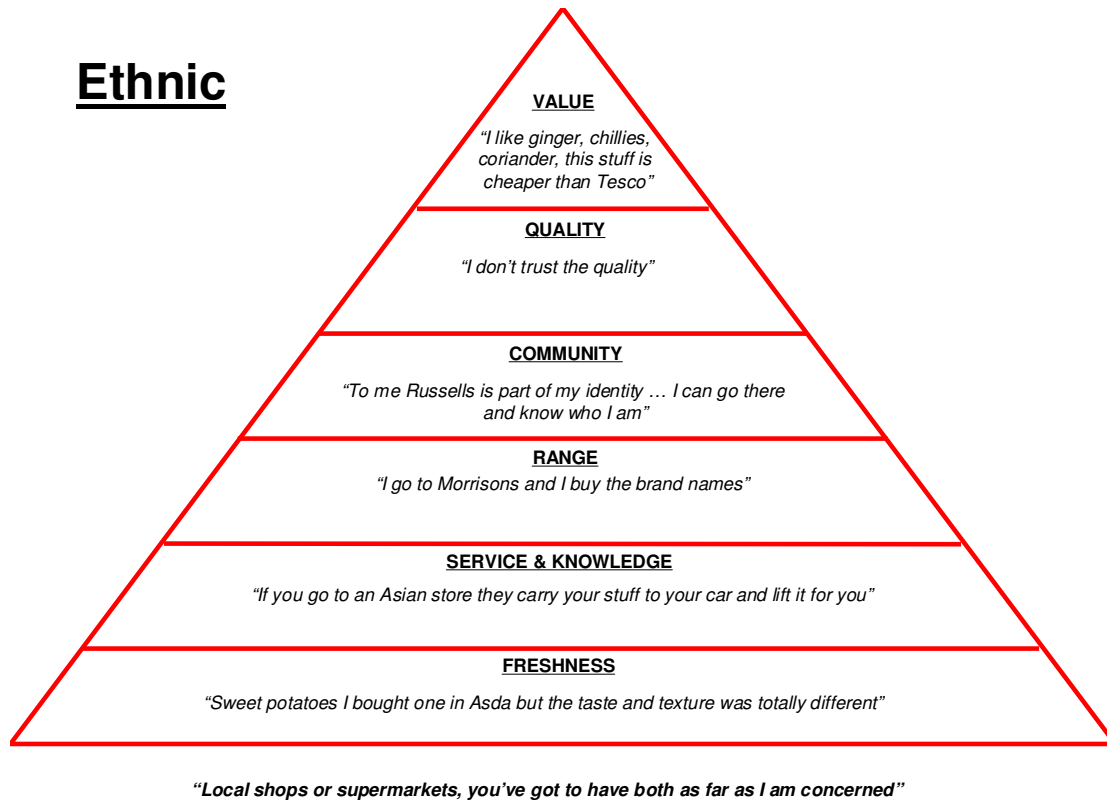 Ethnic
VALUE
“I like ginger, chillies,
coriander, this stuff is
cheaper than Tesco”
QUALITY
“I don’t trust the quality”
COMMUNITY
“To me Russells is part of my identity … I can go there
and know who I am”
RANGE
“I go to Morrisons and I buy the brand names”
SERVICE & KNOWLEDGE
“If you go to an Asian store they carry your stuff to your car and lift it for you”
FRESHNESS
“Sweet potatoes I bought one in Asda but the taste and texture was totally different”
“Local shops or supermarkets, you’ve got to have both as far as I am concerned”